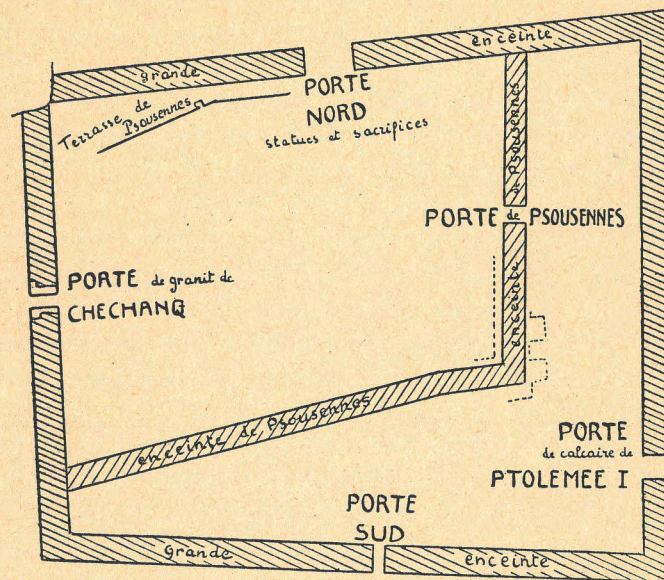 grande
enceinte
Terrasse de
Psousennes
PORTE
NORD
statues et sacrifices
de Psousennes
PORTE de PSOUSENNES
enceinte
PORTE de granit de
CHECHANQ
enceinte de Psousennes
PORTE
de calcaire de
PTOLEMEE I
PORTE
SUD
grande
enceinte